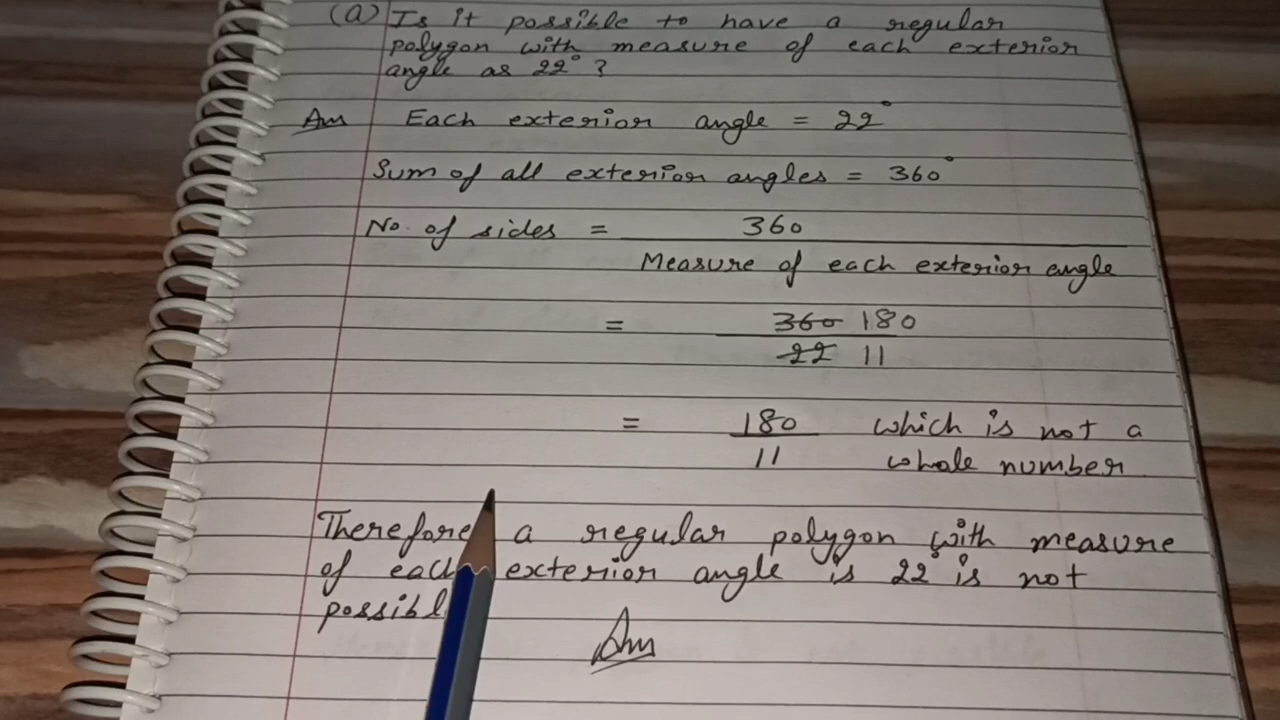 (a) Is it possible to have a regular
polygon with measure of each exterior
angle as 22° ?
Ans Each exterior angle = 22°
Sum of all exterior angles = 360°
No. of sides = 360
Measure of each exterior angle
= 360 180
22 11
= 180 which is not a
11 whole number
Therefore a regular polygon with measure
of each exterior angle is 22° is not
possibl
Ans